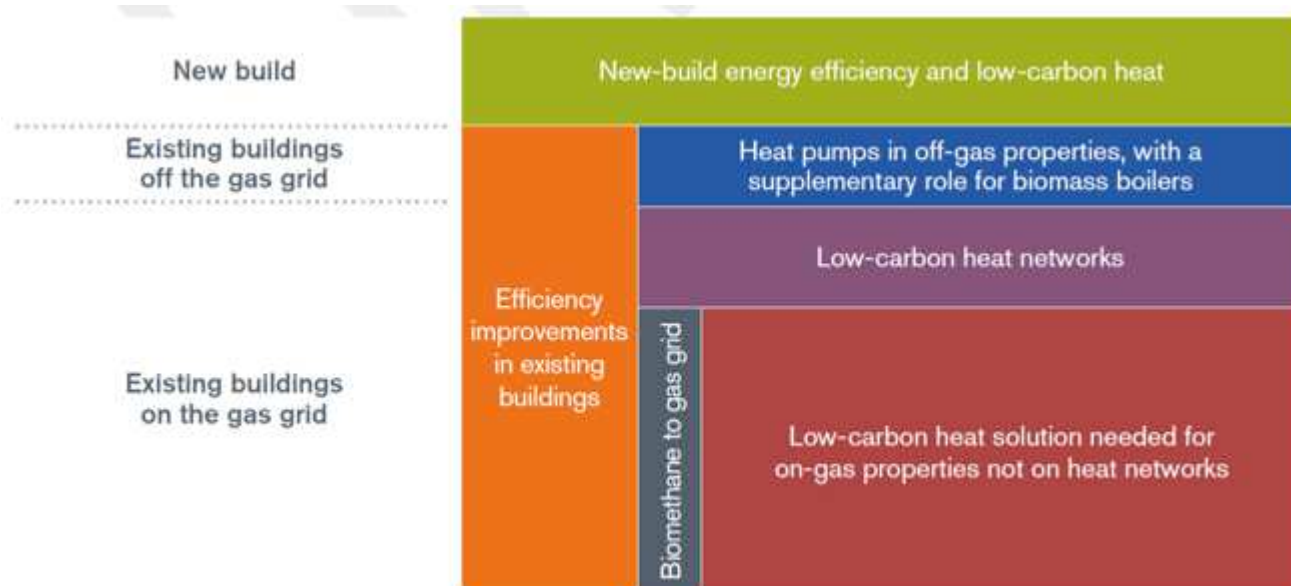 New build
New-build energy efficiency and low-carbon heat
Existing buildings
off the gas grid
Heat pumps in off-gas properties, with a
supplementary role for biomass boilers
Low-carbon heat networks
Efficiency
improvements
in existing
buildings
Existing buildings
on the gas grid
Biomethane to gas grid
Low-carbon heat solution needed for
on-gas properties not on heat networks